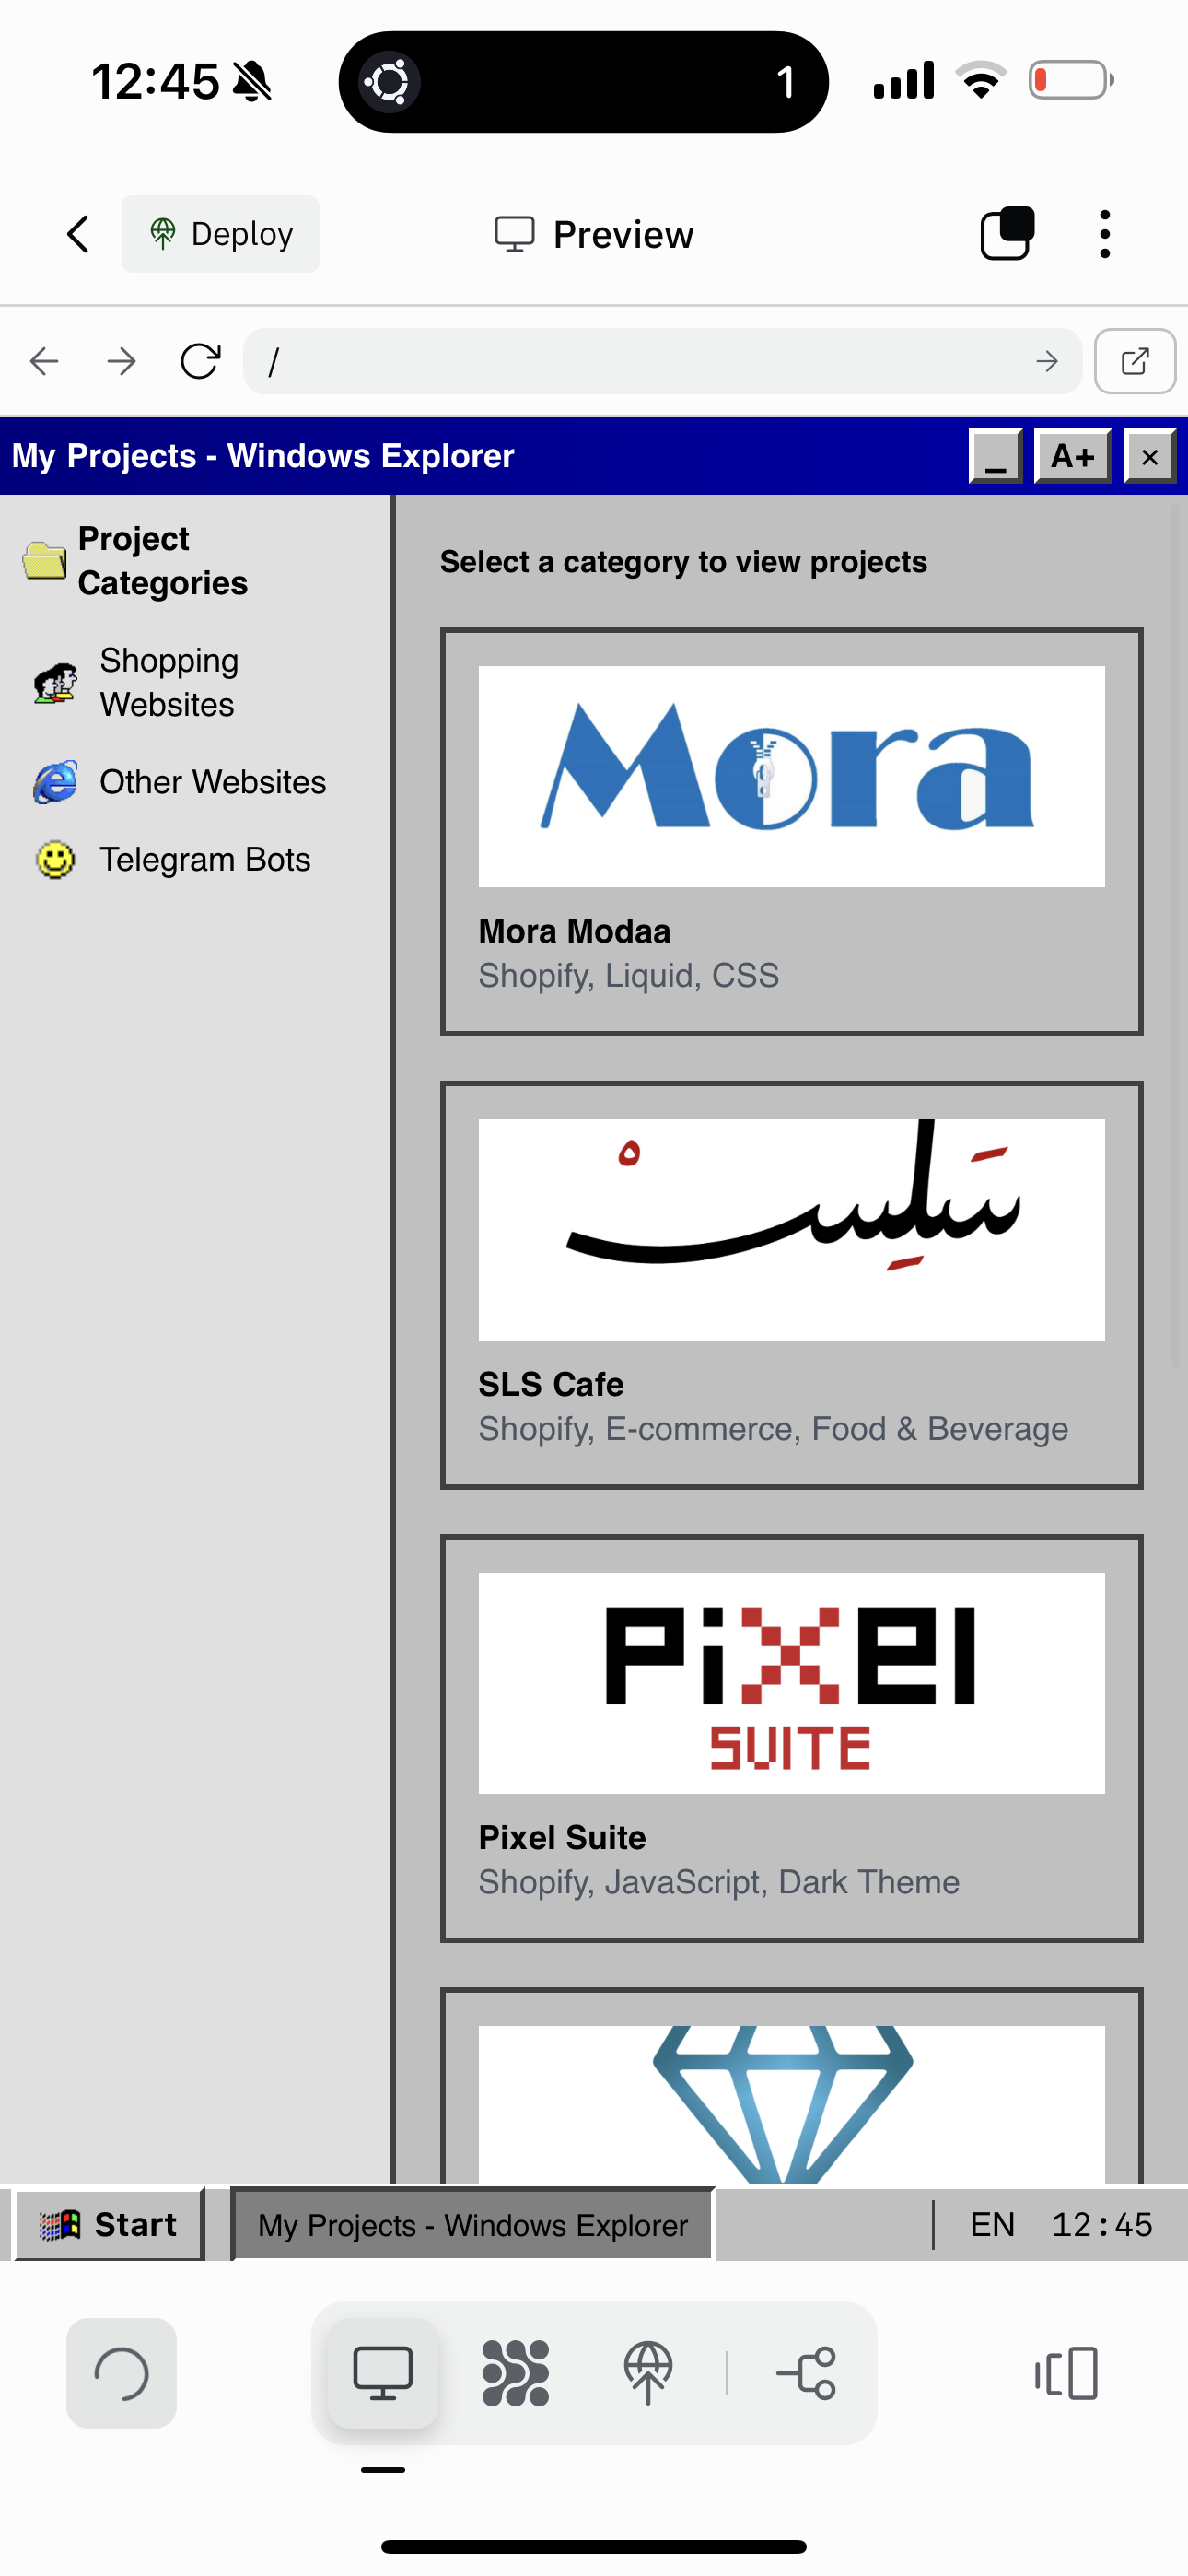 12:45
1
Deploy
Preview
/
My Projects - Windows Explorer
_ A+ ×
Project
Categories
Shopping
Websites
Other Websites
Telegram Bots
Select a category to view projects
Mora
Mora Modaa
Shopify, Liquid, CSS
سَلِسْ
SLS Cafe
Shopify, E-commerce, Food & Beverage
PiXel
SUITE
Pixel Suite
Shopify, JavaScript, Dark Theme
Start
My Projects - Windows Explorer
EN 12:45